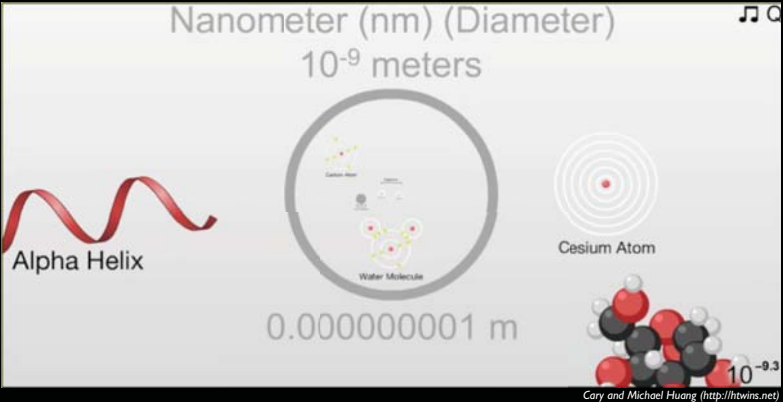 Nanometer (nm) (Diameter)
10⁻⁹ meters
Carbon Atom
Alpha Helix
Water Molecule
Cesium Atom
0.000000001 m
10⁻⁹·³
Cary and Michael Huang (http://htwins.net)